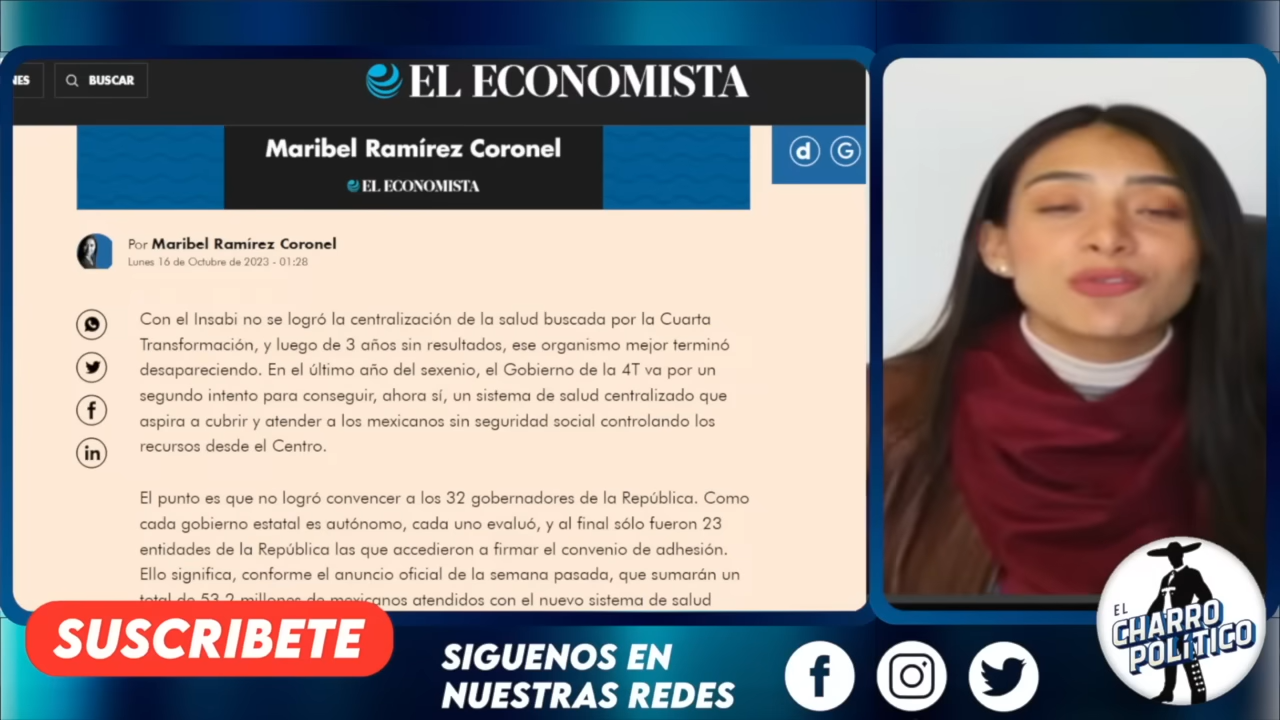 NES
BUSCAR
EL ECONOMISTA
Maribel Ramírez Coronel
EL ECONOMISTA
d G
Por Maribel Ramírez Coronel
Lunes 16 de Octubre de 2023 - 01:28
Con el Insabi no se logró la centralización de la salud buscada por la Cuarta
Transformación, y luego de 3 años sin resultados, ese organismo mejor terminó
desapareciendo. En el último año del sexenio, el Gobierno de la 4T va por un
segundo intento para conseguir, ahora sí, un sistema de salud centralizado que
aspira a cubrir y atender a los mexicanos sin seguridad social controlando los
recursos desde el Centro.
El punto es que no logró convencer a los 32 gobernadores de la República. Como
cada gobierno estatal es autónomo, cada uno evaluó, y al final sólo fueron 23
entidades de la República las que accedieron a firmar el convenio de adhesión.
Ello significa, conforme el anuncio oficial de la semana pasada, que sumarán un
total de 53.2 millones de mexicanos atendidos con el nuevo sistema de salud
SUSCRIBETE
SIGUENOS EN
NUESTRAS REDES
EL
CHARRO
POLÍTICO